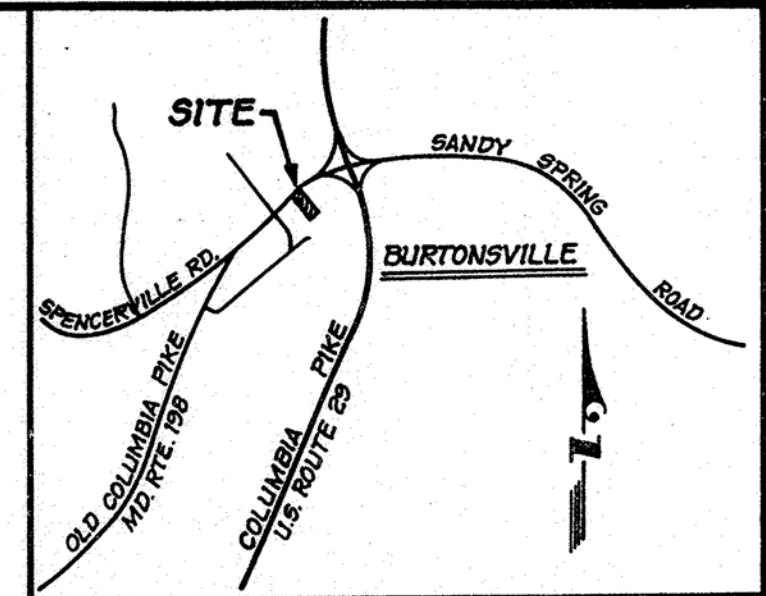 SITE
SANDY SPRING ROAD
BURTONSVILLE
SPENCERVILLE RD.
OLD COLUMBIA PIKE
MD. RTE. 198
COLUMBIA PIKE
U.S. ROUTE 29